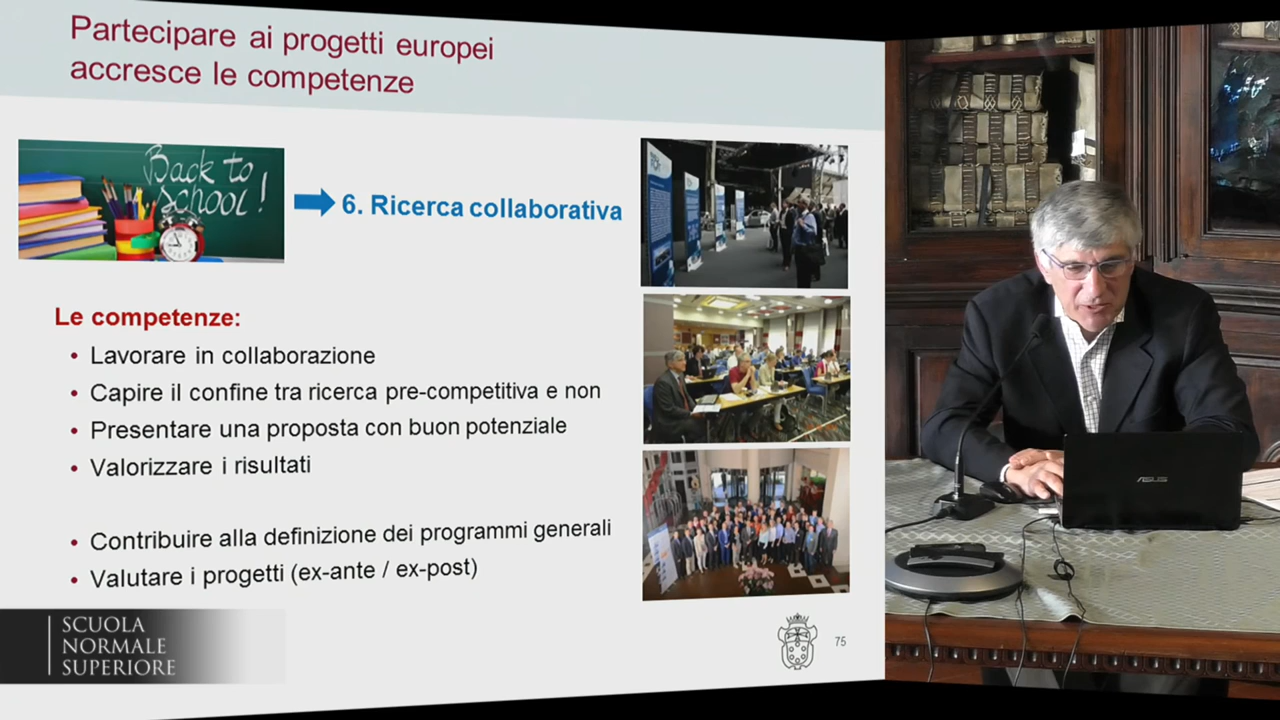 Partecipare ai progetti europei
accresce le competenze
Back to
school!
6. Ricerca collaborativa
Le competenze:
• Lavorare in collaborazione
• Capire il confine tra ricerca pre-competitiva e non
• Presentare una proposta con buon potenziale
• Valorizzare i risultati
• Contribuire alla definizione dei programmi generali
• Valutare i progetti (ex-ante / ex-post)
SCUOLA
NORMALE
SUPERIORE
75
ASUS